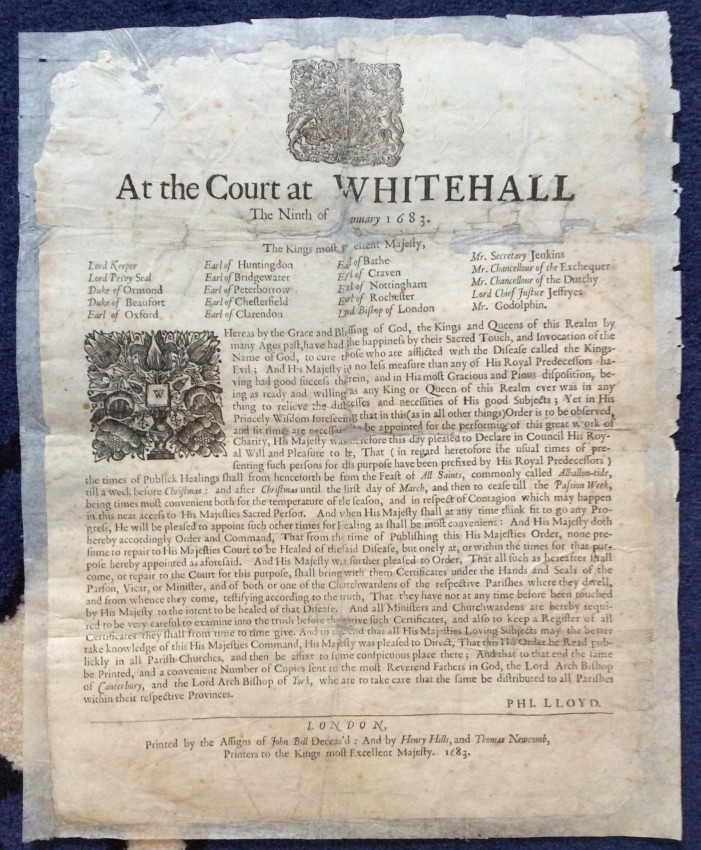 At the Court at WHITEHALL
The Ninth of anuary 1683.
The Kings most ellent Majesty,
Lord Keeper
Lord Privy Seal
Duke of Ormond
Duke of Beaufort
Earl of Oxford
Earl of Huntingdon
Earl of Bridgewater
Earl of Peterborrow
Earl of Chesterfield
Earl of Clarendon
Earl of Bathe
Earl of Craven
Earl of Nottingham
Earl of Rochester
Lord Bishop of London
Mr. Secretary Jenkins
Mr. Chancellour of the Exchequer
Mr. Chancellour of the Dutchy
Lord Chief Justice Jeffryes
Mr. Godolphin.
WHereas by the Grace and Blessing of God, the Kings and Queens of this Realm by
many Ages past, have had the happiness by their Sacred Touch, and Invocation of the
Name of God, to cure those who are afflicted with the Disease called the Kings-
Evil; And His Majesty in no less measure than any of His Royal Predecessors ha-
ving had good success therein, and in His most Gracious and Pious disposition, be-
ing as ready and willing as any King or Queen of this Realm ever was in any
thing to relieve the distresses and necessities of His good Subjects; Yet in His
Princely Wisdom foreseeing that in this (as in all other things) Order is to be observed,
and fit times are necessary to be appointed for the performing of this great work of
Charity, His Majesty was therefore this day pleased to Declare in Council His Roy-
al Will and Pleasure to be, That (in regard heretofore the usual times of pre-
senting such persons for this purpose have been prefixed by His Royal Predecessors)
the times of Publick Healings shall from henceforth be from the Feast of All Saints, commonly called Alhallon-tide,
till a week before Christmas: and after Christmas until the first day of March, and then to cease till the Passion Week,
being times most convenient both for the temperature of the season, and in respect of Contagion which may happen
in this near access to His Majesties Sacred Person. And when His Majesty shall at any time think fit to go any Pro-
gress, He will be pleased to appoint such other times for Healing as shall be most convenient: And His Majesty doth
hereby accordingly Order and Command, That from the time of Publishing this His Majesties Order, none pre-
sume to repair to His Majesties Court to be Healed of the said Disease, but onely at, or within the times for that pur-
pose hereby appointed as aforesaid. And His Majesty was further pleased to Order, That all such as hereafter shall
come, or repair to the Court for this purpose, shall bring with them Certificates under the Hands and Seals of the
Parson, Vicar, or Minister, and of both or one of the Churchwardens of the respective Parishes where they dwell,
and from whence they come, testifying according to the truth, That they have not at any time before been touched
by His Majesty to the intent to be healed of that Disease. And all Ministers and Churchwardens are hereby requi-
red to be very careful to examine into the truth before they give such Certificates, and also to keep a Register of all
Certificates they shall from time to time give. And to the end that all His Majesties Loving Subjects may the better
take knowledge of this His Majesties Command, His Majesty was pleased to Direct, That this His Order be Read pub-
lickly in all Parish-Churches, and then be affixt to some conspicuous place there; And that to that end the same
be Printed, and a convenient Number of Copies sent to the most Reverend Fathers in God, the Lord Arch Bishop
of Canterbury, and the Lord Arch Bishop of York, who are to take care that the same be distributed to all Parishes
within their respective Provinces.
PHI. LLOYD.
LONDON,
Printed by the Assigns of John Bill Deceas'd: And by Henry Hills, and Thomas Newcomb,
Printers to the Kings most Excellent Majesty. 1683.